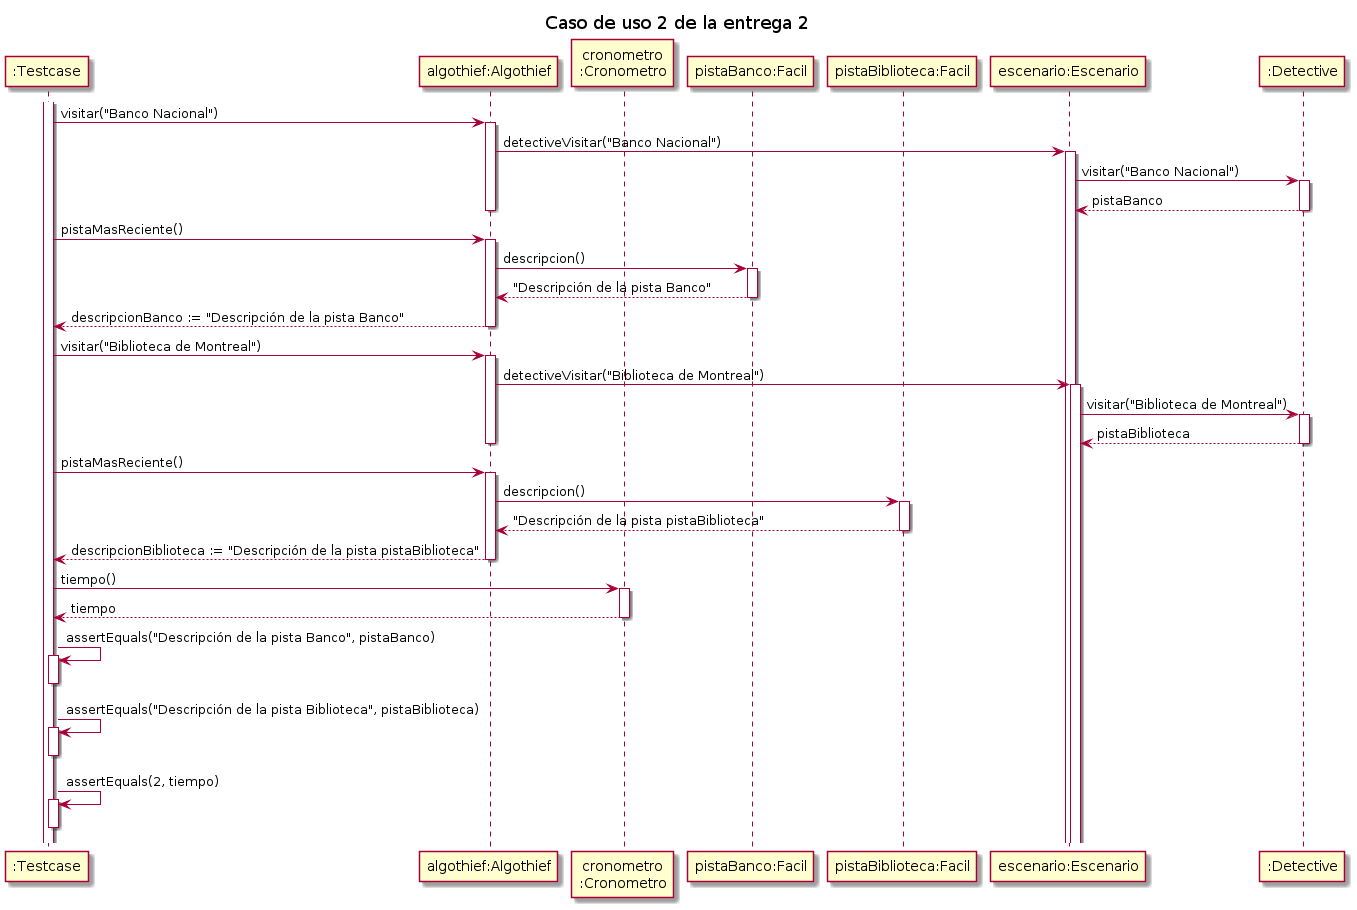 Caso de uso 2 de la entrega 2
:Testcase
algothief:Algothief
cronometro
:Cronometro
pistaBanco:Facil
pistaBiblioteca:Facil
escenario:Escenario
:Detective
visitar("Banco Nacional")
detectiveVisitar("Banco Nacional")
visitar("Banco Nacional")
pistaBanco
pistaMasReciente()
descripcion()
"Descripción de la pista Banco"
descripcionBanco := "Descripción de la pista Banco"
visitar("Biblioteca de Montreal")
detectiveVisitar("Biblioteca de Montreal")
visitar("Biblioteca de Montreal")
pistaBiblioteca
pistaMasReciente()
descripcion()
"Descripción de la pista pistaBiblioteca"
descripcionBiblioteca := "Descripción de la pista pistaBiblioteca"
tiempo()
tiempo
assertEquals("Descripción de la pista Banco", pistaBanco)
assertEquals("Descripción de la pista Biblioteca", pistaBiblioteca)
assertEquals(2, tiempo)
:Testcase
algothief:Algothief
cronometro
:Cronometro
pistaBanco:Facil
pistaBiblioteca:Facil
escenario:Escenario
:Detective